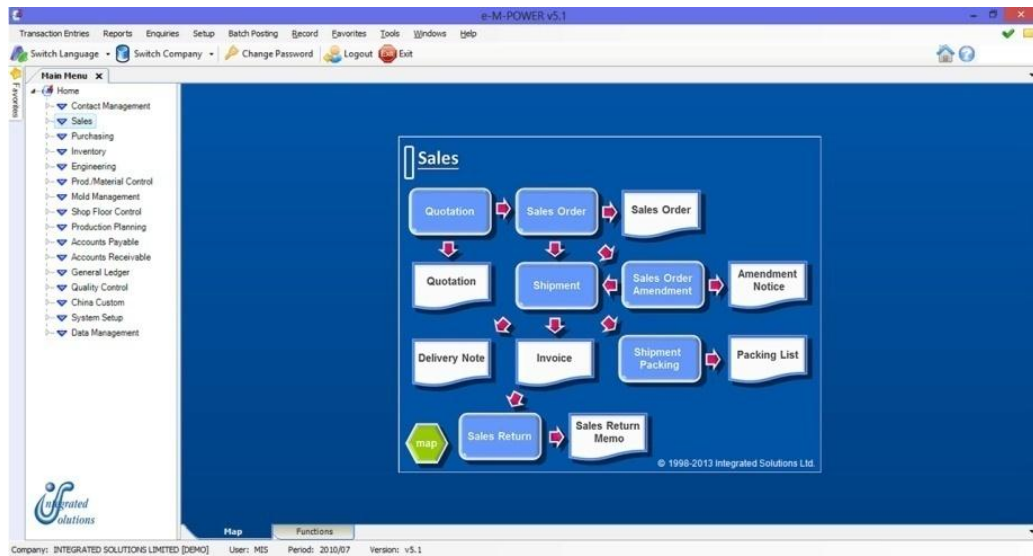 e-M-POWER v5.1
Transaction Entries Reports Enquiries Setup Batch Posting Record Favorites Tools Windows Help
Switch Language Switch Company Change Password Logout Exit
Main Menu X
Favorites
Home
Contact Management
Sales
Purchasing
Inventory
Engineering
Prod./Material Control
Mold Management
Shop Floor Control
Production Planning
Accounts Payable
Accounts Receivable
General Ledger
Quality Control
China Custom
System Setup
Data Management
Sales
Quotation Sales Order Sales Order
Quotation Shipment Sales Order Amendment Amendment Notice
Delivery Note Invoice Shipment Packing Packing List
map Sales Return Sales Return Memo
© 1998-2013 Integrated Solutions Ltd.
Integrated
Solutions
Map Functions
Company: INTEGRATED SOLUTIONS LIMITED [DEMO] User: MIS Period: 2010/07 Version: v5.1